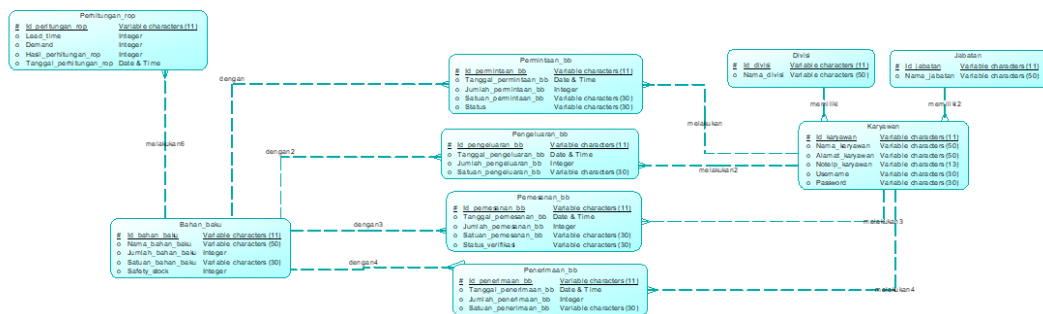 Perhitungan_rop
# Id_perhitungan_rop Variable characters (11)
o Lead_time Integer
o Demand Integer
o Hasil_perhitungan_rop Integer
o Tanggal_perhitungan_rop Date & Time
dengan
Permintaan_bb
# Id_permintaan_bb Variable characters (11)
o Tanggal_permintaan_bb Date & Time
o Jumlah_permintaan_bb Integer
o Satuan_permintaan_bb Variable characters (30)
o Status Variable characters (30)
Divisi
# Id_divisi Variable characters (11)
o Nama_divisi Variable characters (50)
Jabatan
# Id_jabatan Variable characters (11)
o Nama_jabatan Variable characters (50)
memiliki
memiliki2
melakukan
Karyawan
# Id_karyawan Variable characters (11)
o Nama_karyawan Variable characters (50)
o Alamat_karyawan Variable characters (50)
o Notelp_karyawan Variable characters (13)
o Username Variable characters (30)
o Password Variable characters (30)
melakukan6
dengan2
Pengeluaran_bb
# Id_pengeluaran_bb Variable characters (11)
o Tanggal_pengeluaran_bb Date & Time
o Jumlah_pengeluaran_bb Integer
o Satuan_pengeluaran_bb Variable characters (30)
melakukan2
Pemesanan_bb
# Id_pemesanan_bb Variable characters (11)
o Tanggal_pemesanan_bb Date & Time
o Jumlah_pemesanan_bb Integer
o Satuan_pemesanan_bb Variable characters (30)
o Status_verifikasi Variable characters (30)
melakukan3
Bahan_baku
# Id_bahan_baku Variable characters (11)
o Nama_bahan_baku Variable characters (50)
o Jumlah_bahan_baku Integer
o Satuan_bahan_baku Variable characters (30)
o Safety_stock Integer
dengan3
dengan4
Penerimaan_bb
# Id_penerimaan_bb Variable characters (11)
o Tanggal_penerimaan_bb Date & Time
o Jumlah_penerimaan_bb Integer
o Satuan_penerimaan_bb Variable characters (30)
melakukan4